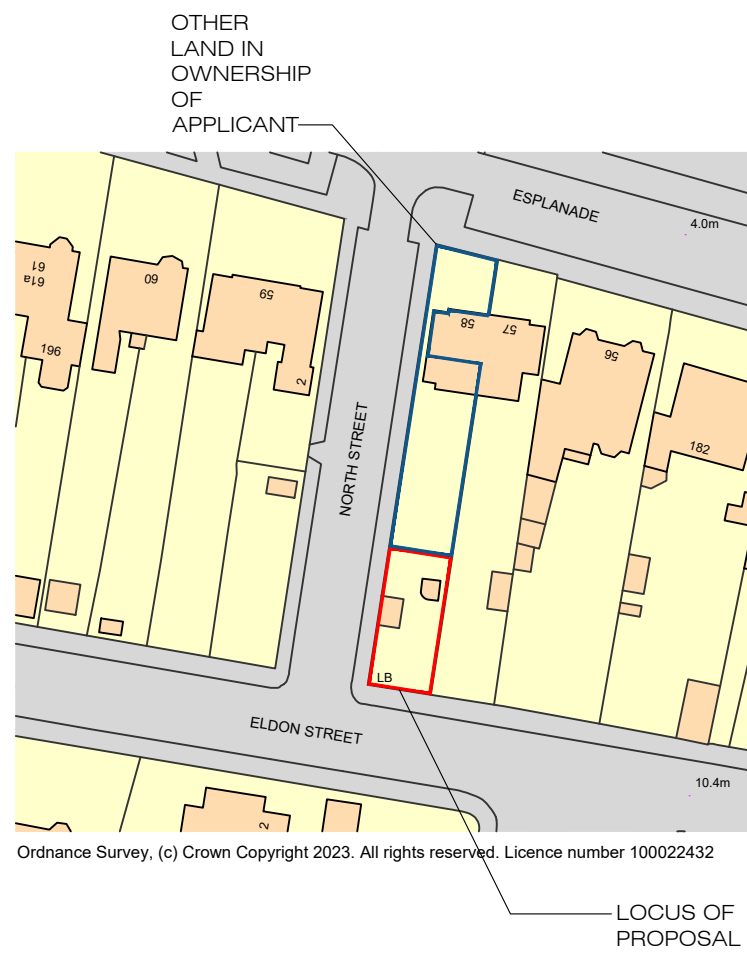 OTHER
LAND IN
OWNERSHIP
OF
APPLICANT
ESPLANADE
4.0m
61
61a
60
59
58
57
56
196
2
182
NORTH STREET
LB
ELDON STREET
10.4m
2
Ordnance Survey, (c) Crown Copyright 2023. All rights reserved. Licence number 100022432
LOCUS OF
PROPOSAL